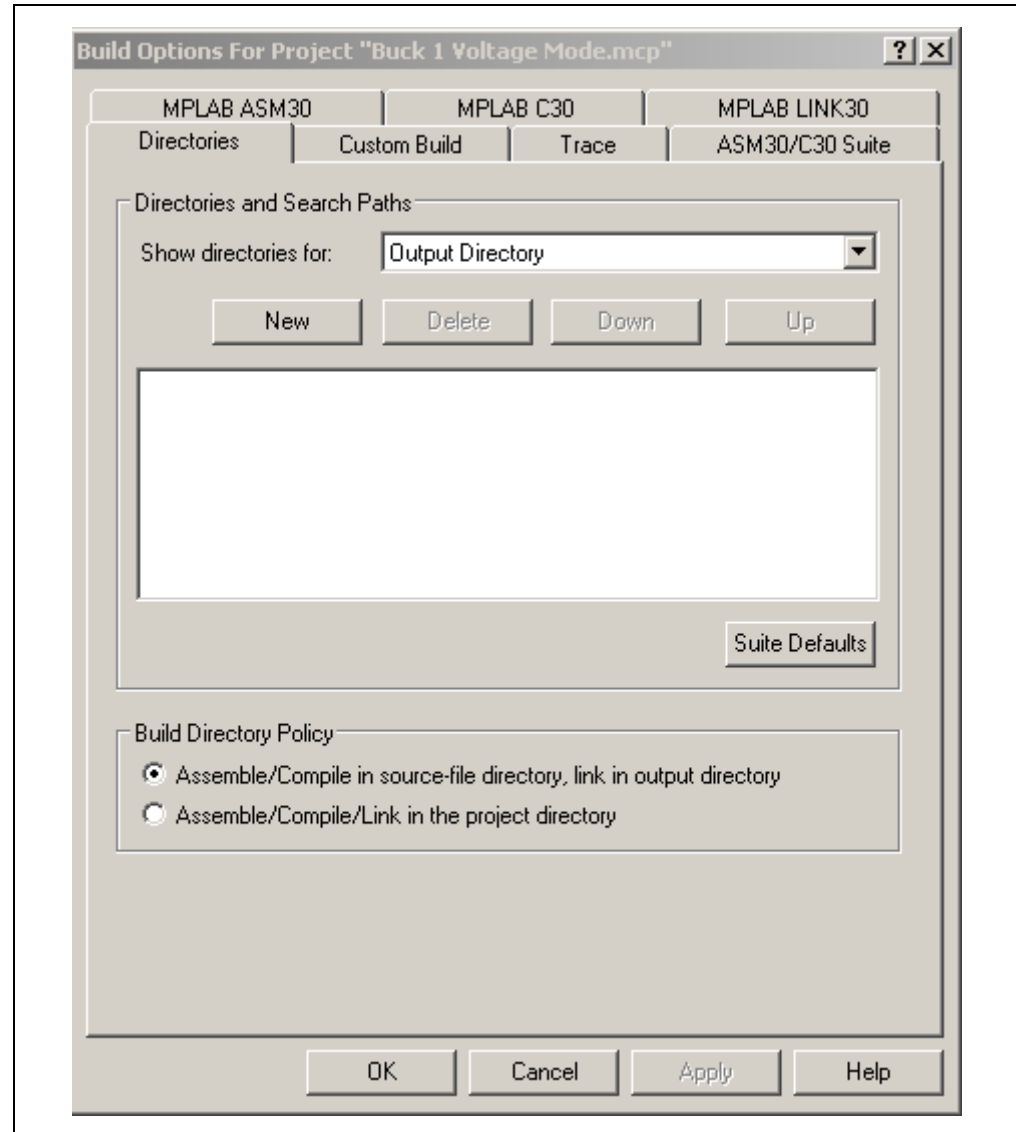 Build Options For Project "Buck 1 Voltage Mode.mcp"
MPLAB ASM30 MPLAB C30 MPLAB LINK30
Directories Custom Build Trace ASM30/C30 Suite
Directories and Search Paths
Show directories for: Output Directory
New Delete Down Up
Suite Defaults
Build Directory Policy
Assemble/Compile in source-file directory, link in output directory
Assemble/Compile/Link in the project directory
OK Cancel Apply Help